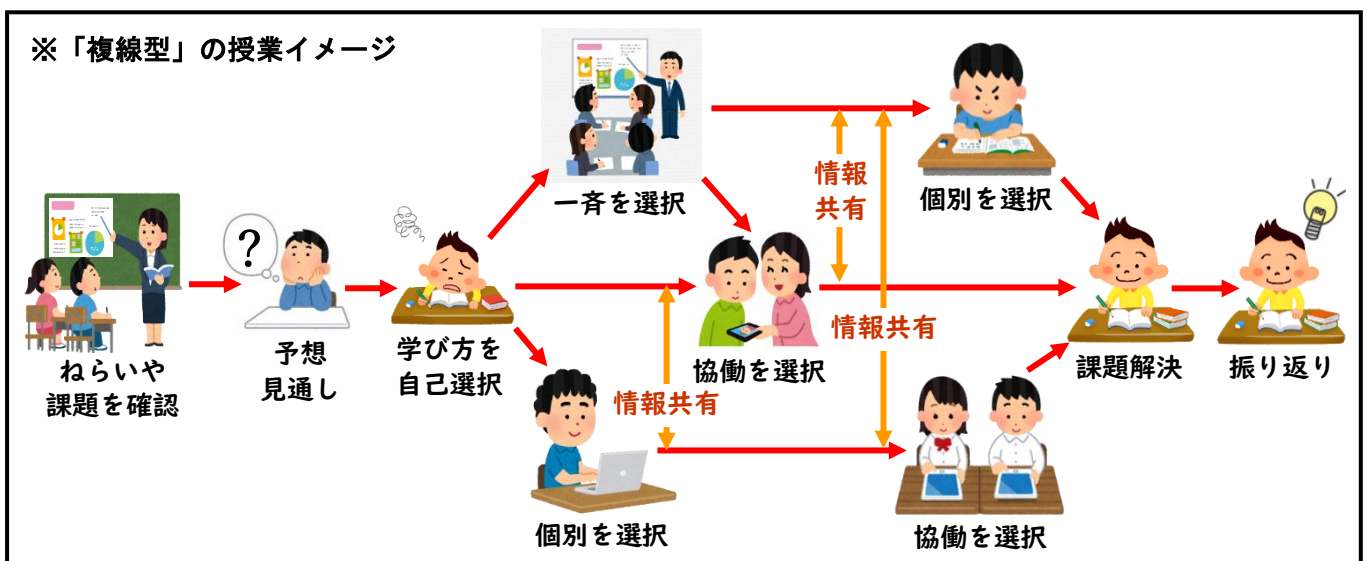 ※「複線型」の授業イメージ
ねらいや
課題を確認
?
予想
見通し
学び方を
自己選択
一斉を選択
協働を選択
個別を選択
情報共有
情報
共有
情報共有
個別を選択
協働を選択
課題解決
振り返り